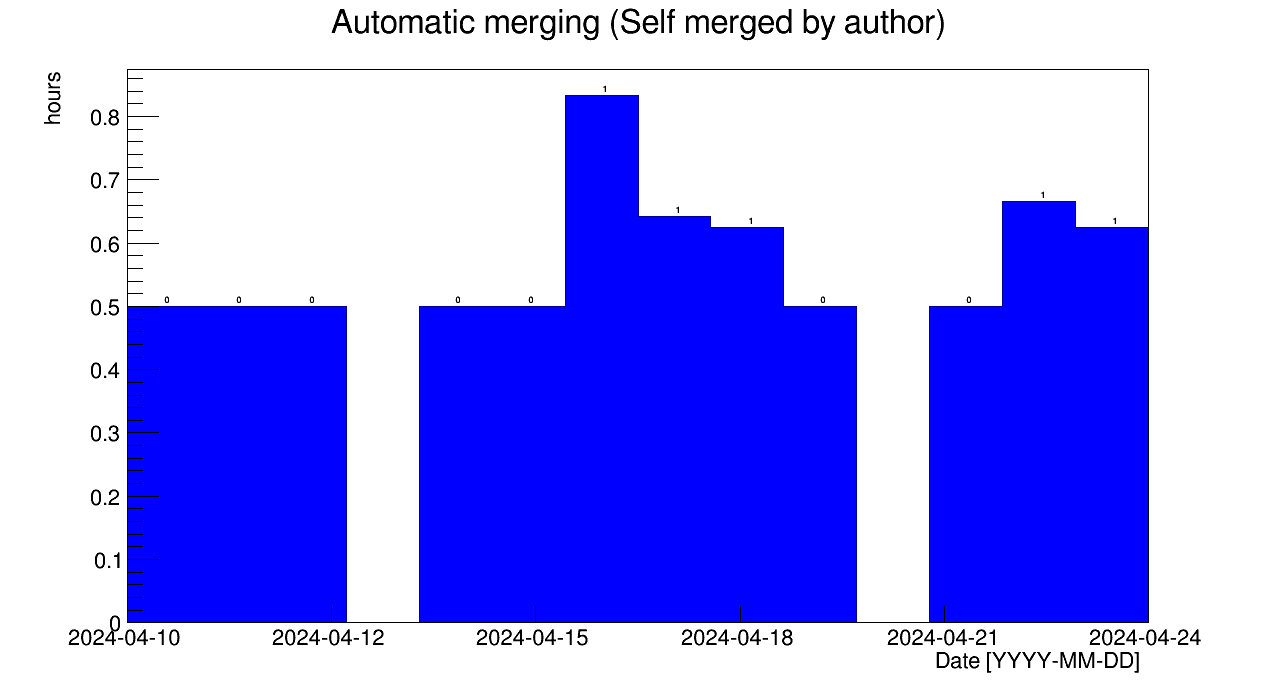 Automatic merging (Self merged by author)
hours
0.8
0.7
0.6
0.5
0.4
0.3
0.2
0.1
0
0 0 0 0 0 1 1 1 0 0 1 1
2024-04-10 2024-04-12 2024-04-15 2024-04-18 2024-04-21 2024-04-24
Date [YYYY-MM-DD]